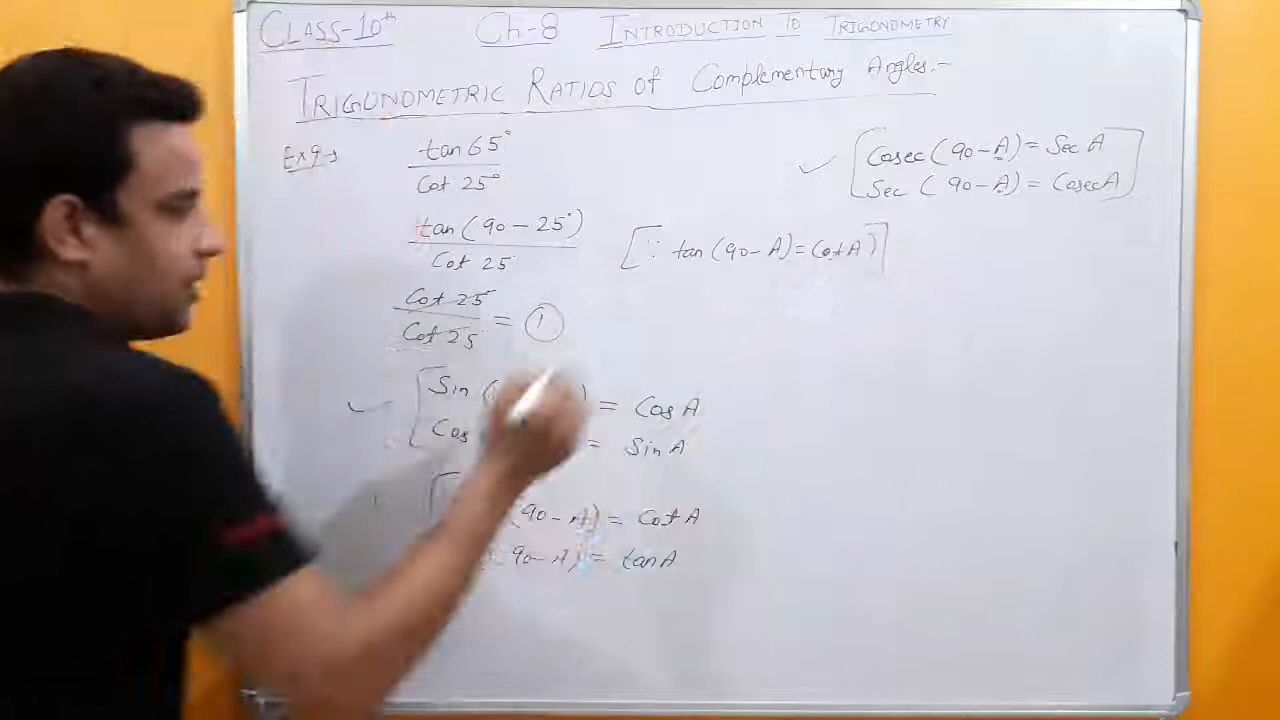 CLASS-10th Ch-8 INTRODUCTION TO TRIGONOMETRY
TRIGONOMETRIC RATIOS of Complementary Angles.-
Ex 9→ tan 65°
Cot 25°
tan (90 - 25°)
Cot 25
[∵ tan (90 - A) = Cot A]
Cot 25
Cot 25
= 1
Sin ( ) = Cos A
Cos = Sin A
(90 - A) = Cot A
90 - A) = tan A
Cosec (90 - A) = Sec A
Sec (90 - A) = Cosec A